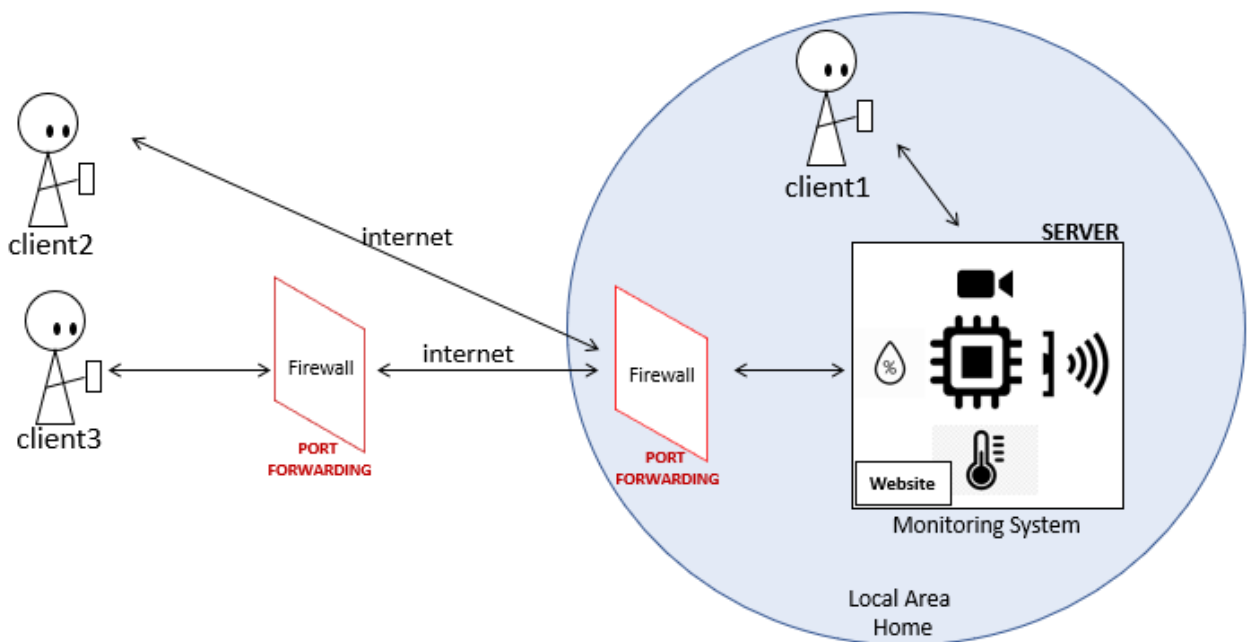 client1
client2
internet
SERVER
%
client3
Firewall
internet
Firewall
PORT
FORWARDING
PORT
FORWARDING
Website
Monitoring System
Local Area
Home